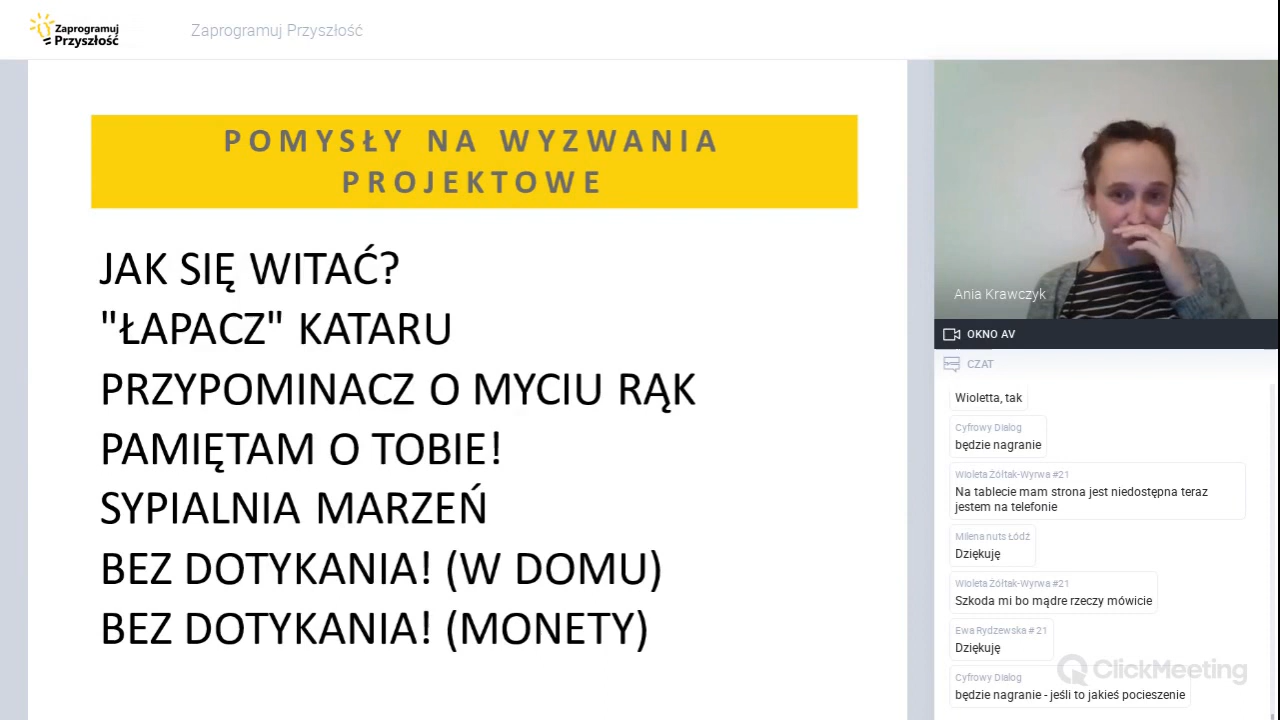 Zaprogramuj
Przyszłość
Zaprogramuj Przyszłość
POMYSŁY NA WYZWANIA
PROJEKTOWE
JAK SIĘ WITAĆ?
"ŁAPACZ" KATARU
PRZYPOMINACZ O MYCIU RĄK
PAMIĘTAM O TOBIE!
SYPIALNIA MARZEŃ
BEZ DOTYKANIA! (W DOMU)
BEZ DOTYKANIA! (MONETY)
Ania Krawczyk
OKNO AV
CZAT
Wioletta, tak
Cyfrowy Dialog
będzie nagranie
Wioleta Żółtak-Wyrwa #21
Na tablecie mam strona jest niedostępna teraz
jestem na telefonie
Milena nuts Łódź
Dziękuję
Wioleta Żółtak-Wyrwa #21
Szkoda mi bo mądre rzeczy mówicie
Ewa Rydzewska # 21
Dziękuję
Cyfrowy Dialog
będzie nagranie - jeśli to jakieś pocieszenie
ClickMeeting